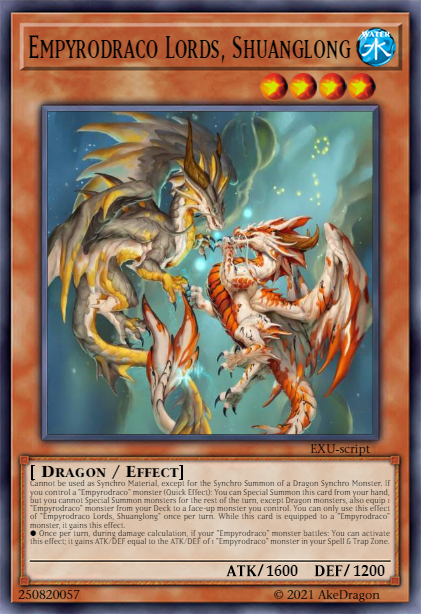 Empyrodraco Lords, Shuanglong
WATER
水
EXU-script
[ Dragon / Effect]
Cannot be used as Synchro Material, except for the Synchro Summon of a Dragon Synchro Monster. If
you control a "Empyrodraco" monster (Quick Effect): You can Special Summon this card from your hand,
but you cannot Special Summon monsters for the rest of the turn, except Dragon monsters, also equip 1
"Empyrodraco" monster from your Deck to a face-up monster you control. You can only use this effect
of "Empyrodraco Lords, Shuanglong" once per turn. While this card is equipped to a "Empyrodraco"
monster, it gains this effect.
● Once per turn, during damage calculation, if your "Empyrodraco" monster battles: You can activate
this effect; it gains ATK/DEF equal to the ATK/DEF of 1 "Empyrodraco" monster in your Spell & Trap Zone.
ATK/1600 DEF/1200
250820057
© 2021 AkeDragon